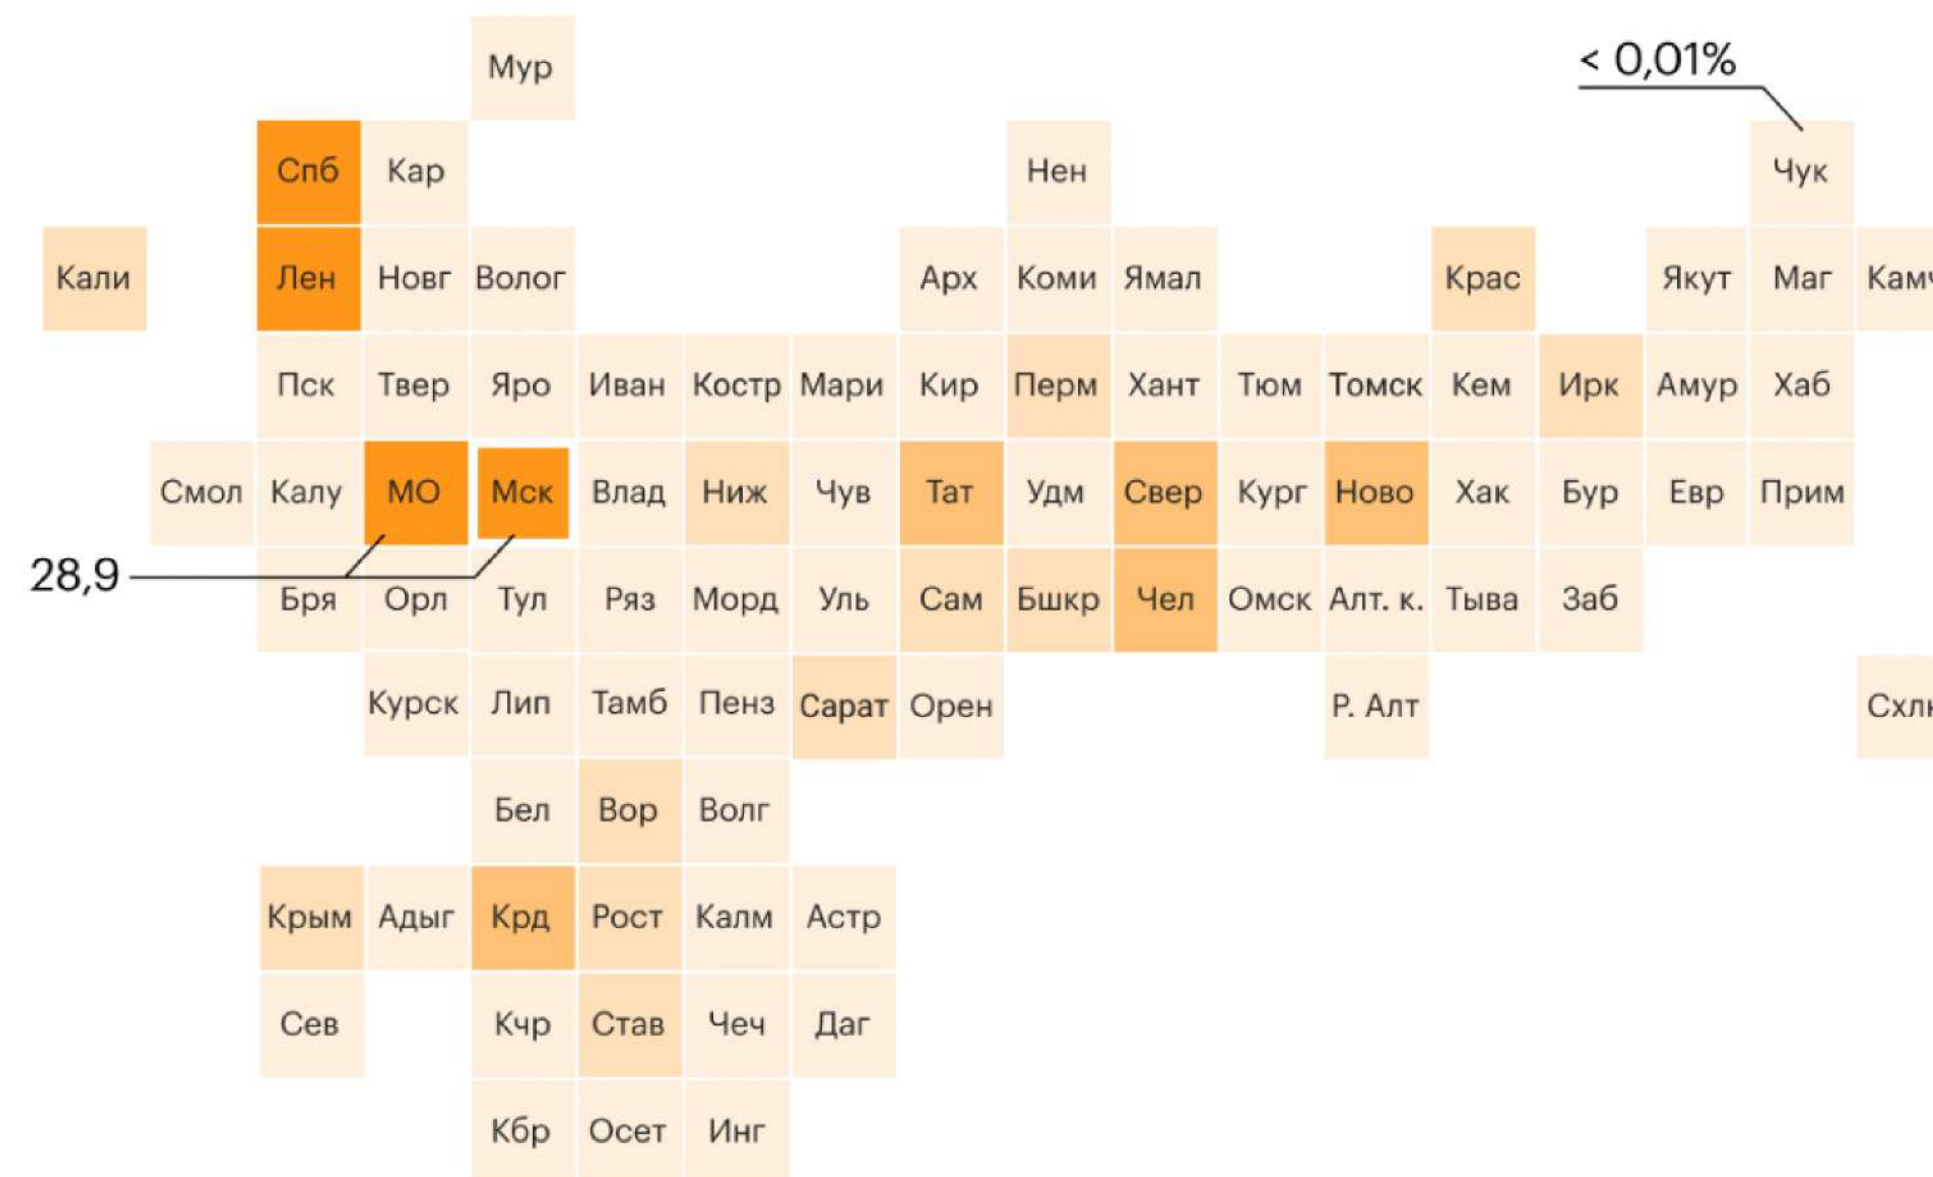 Мур
< 0,01%
Спб Кар Нен Чук
Кали Лен Новг Волог Арх Коми Ямал Крас Якут Маг
Пск Твер Яро Иван Костр Мари Кир Перм Хант Тюм Томск Кем Ирк Амур Хаб
Смол Калу МО Мск Влад Ниж Чув Тат Удм Свер Кург Ново Хак Бур Евр Прим
28,9
Бря Орл Тул Ряз Морд Уль Сам Бшкр Чел Омск Алт. к. Тыва Заб
Курск Лип Тамб Пенз Сарат Орен Р. Алт
Бел Вор Волг
Крым Адыг Крд Рост Калм Астр
Сев Кчр Став Чеч Даг
Кбр Осет Инг